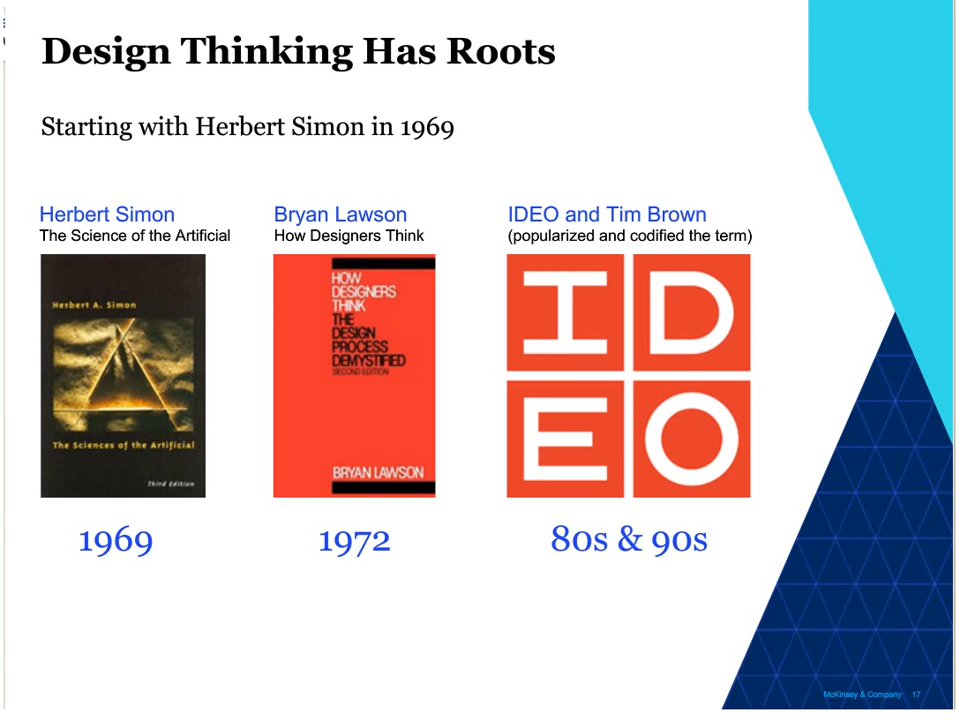 Design Thinking Has Roots
Starting with Herbert Simon in 1969
Herbert Simon
The Science of the Artificial
Herbert A. Simon
The Sciences of the Artificial
Third Edition
1969
Bryan Lawson
How Designers Think
HOW
DESIGNERS
THINK
THE
DESIGN
PROCESS
DEMYSTIFIED
SECOND EDITION
BRYAN LAWSON
1972
IDEO and Tim Brown
(popularized and codified the term)
ID
EO
80s & 90s
McKinsey & Company 17